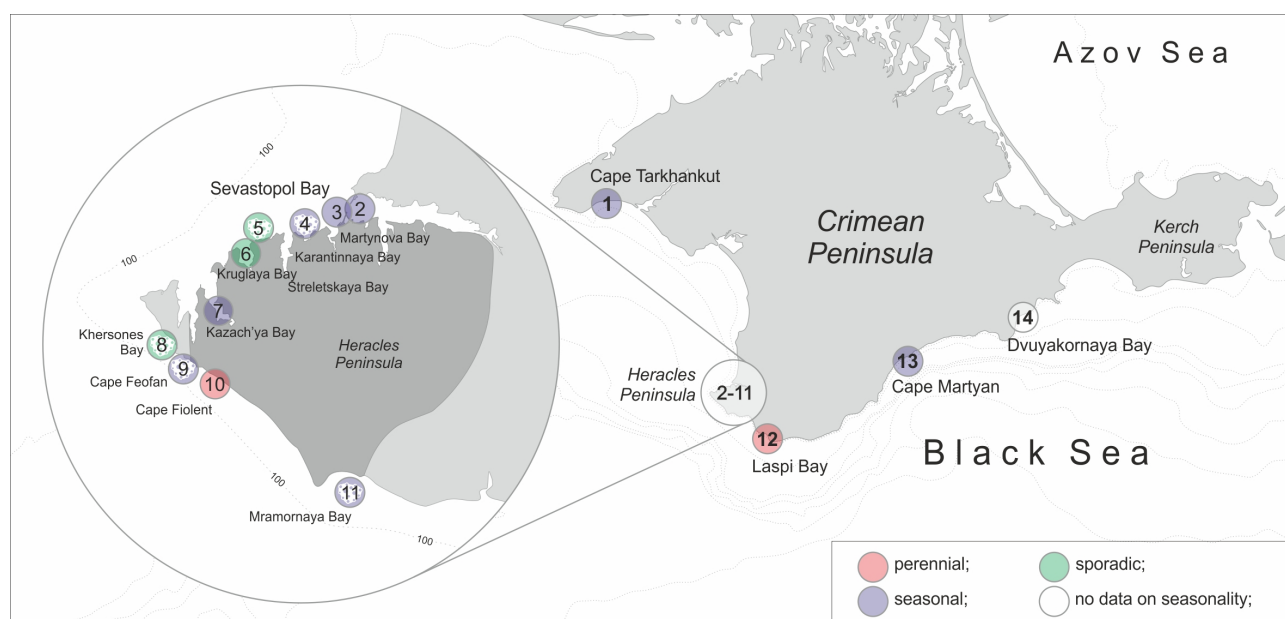 Azov Sea
100
Cape Tarkhankut
Sevastopol Bay
1
2
3
4
5
Martynova Bay
6
Karantinnaya Bay
100
Kruglaya Bay
Streletskaya Bay
Crimean
Peninsula
Kerch
Peninsula
7
Kazach'ya Bay
14
Khersones
Bay
8
Heracles
Peninsula
Dvuyakornaya Bay
9
13
Cape Feofan
10
Heracles
Peninsula
2-11
Cape Martyan
Cape Fiolent
12
Black Sea
Laspi Bay
100
11
Mramornaya Bay
100
perennial;
sporadic;
seasonal;
no data on seasonality;